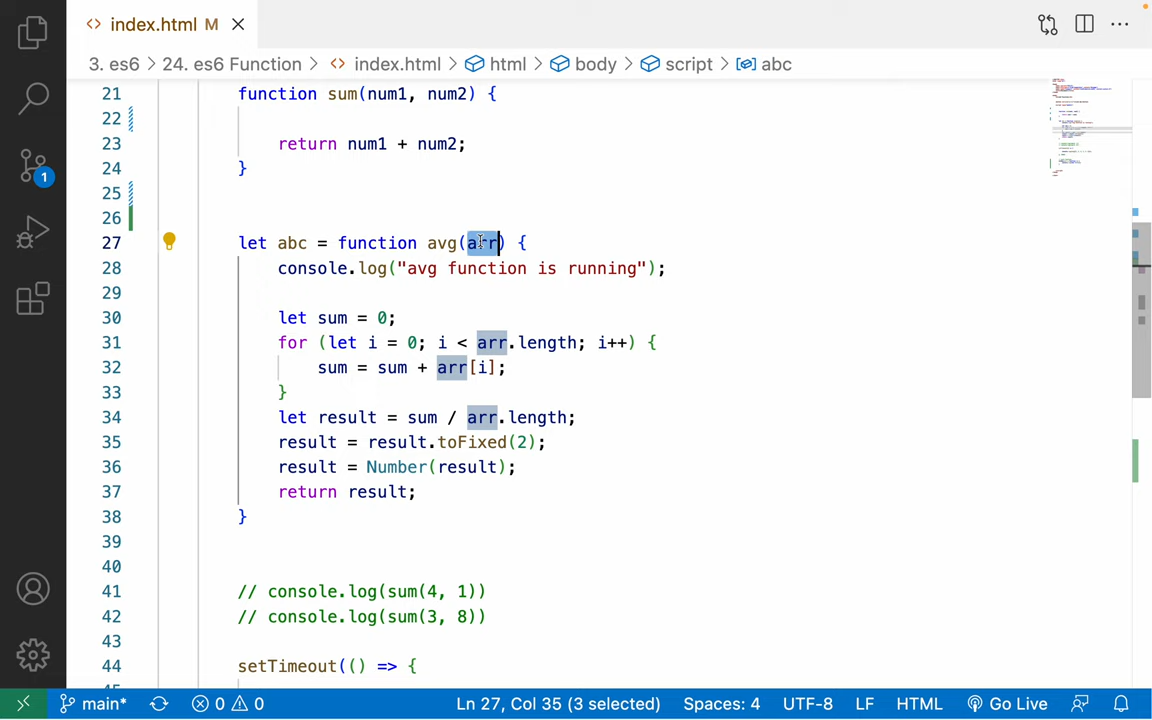 index.html M
3. es6 > 24. es6 Function > index.html > html > body > script > abc
21 function sum(num1, num2) {
22
23 return num1 + num2;
24 }
25
26
27 let abc = function avg(arr) {
28 console.log("avg function is running");
29
30 let sum = 0;
31 for (let i = 0; i < arr.length; i++) {
32 sum = sum + arr[i];
33 }
34 let result = sum / arr.length;
35 result = result.toFixed(2);
36 result = Number(result);
37 return result;
38 }
39
40
41 // console.log(sum(4, 1))
42 // console.log(sum(3, 8))
43
44 setTimeout(() => {
1
main* 0 0 Ln 27, Col 35 (3 selected) Spaces: 4 UTF-8 LF HTML Go Live